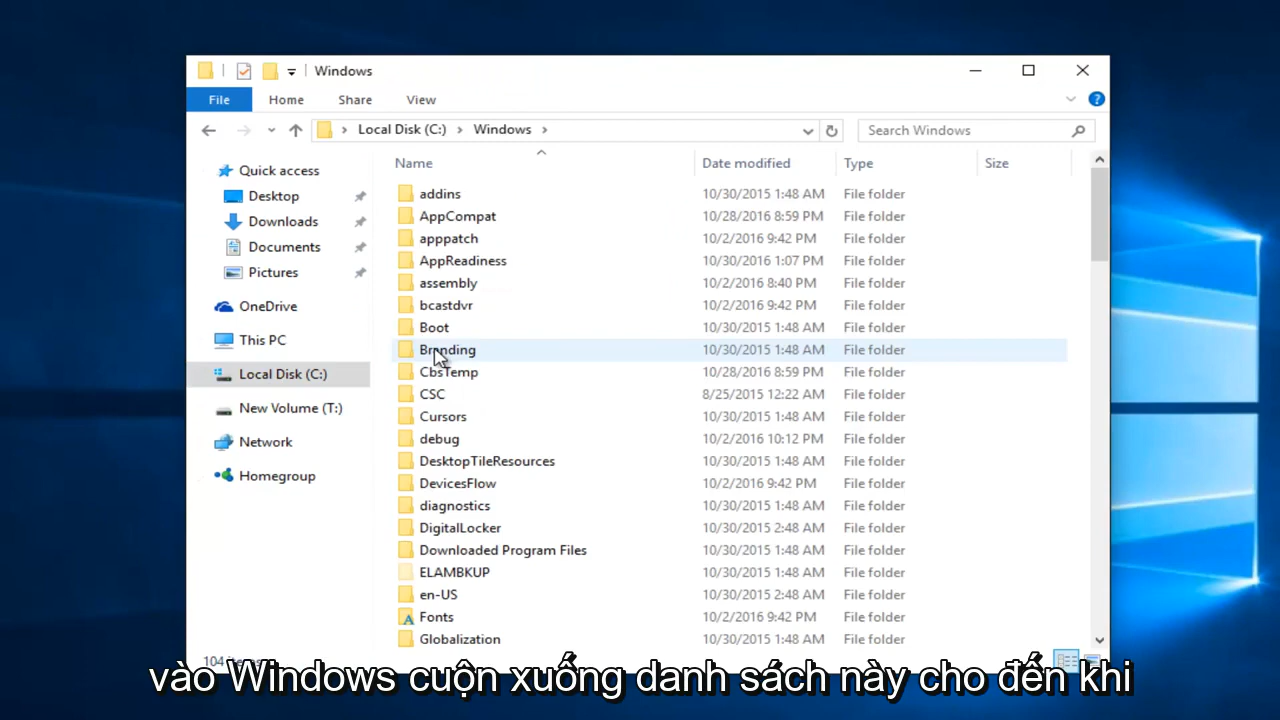 Windows
File Home Share View
Local Disk (C:) Windows Search Windows
Name Date modified Type Size
Quick access
Desktop
Downloads
Documents
Pictures
OneDrive
This PC
Local Disk (C:)
New Volume (T:)
Network
Homegroup
addins 10/30/2015 1:48 AM File folder
AppCompat 10/28/2016 8:59 PM File folder
apppatch 10/2/2016 9:42 PM File folder
AppReadiness 10/30/2016 1:07 PM File folder
assembly 10/2/2016 8:40 PM File folder
bcastdvr 10/2/2016 9:42 PM File folder
Boot 10/30/2015 1:48 AM File folder
Branding 10/30/2015 1:48 AM File folder
CbsTemp 10/28/2016 8:59 PM File folder
CSC 8/25/2015 12:22 AM File folder
Cursors 10/30/2015 1:48 AM File folder
debug 10/2/2016 10:12 PM File folder
DesktopTileResources 10/30/2015 1:48 AM File folder
DevicesFlow 10/2/2016 9:42 PM File folder
diagnostics 10/30/2015 1:48 AM File folder
DigitalLocker 10/30/2015 2:48 AM File folder
Downloaded Program Files 10/30/2015 1:48 AM File folder
ELAMBKUP 10/30/2015 1:48 AM File folder
en-US 10/30/2015 2:48 AM File folder
Fonts 10/2/2016 9:42 PM File folder
Globalization 10/30/2015 1:48 AM File folder
104 items
vào Windows cuộn xuống danh sách này cho đến khi